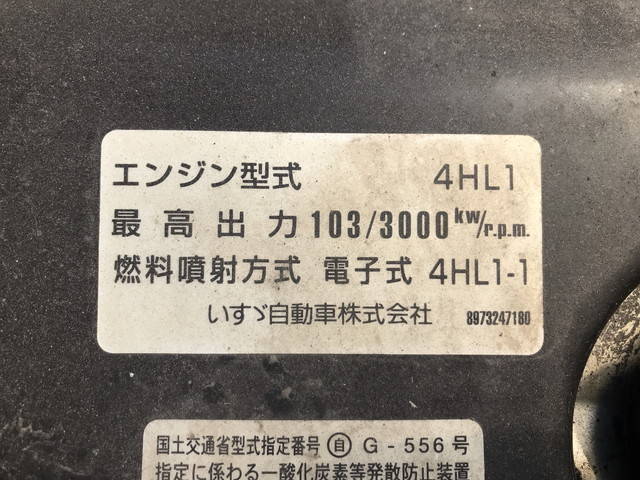 エンジン型式 4HL1
最高出力 103/3000 kw/r.p.m.
燃料噴射方式 電子式 4HL1-1
いすゞ自動車株式会社 8973247180
国土交通省型式指定番号 自 G-556号
指定に係わる一酸化炭素等発散防止装置